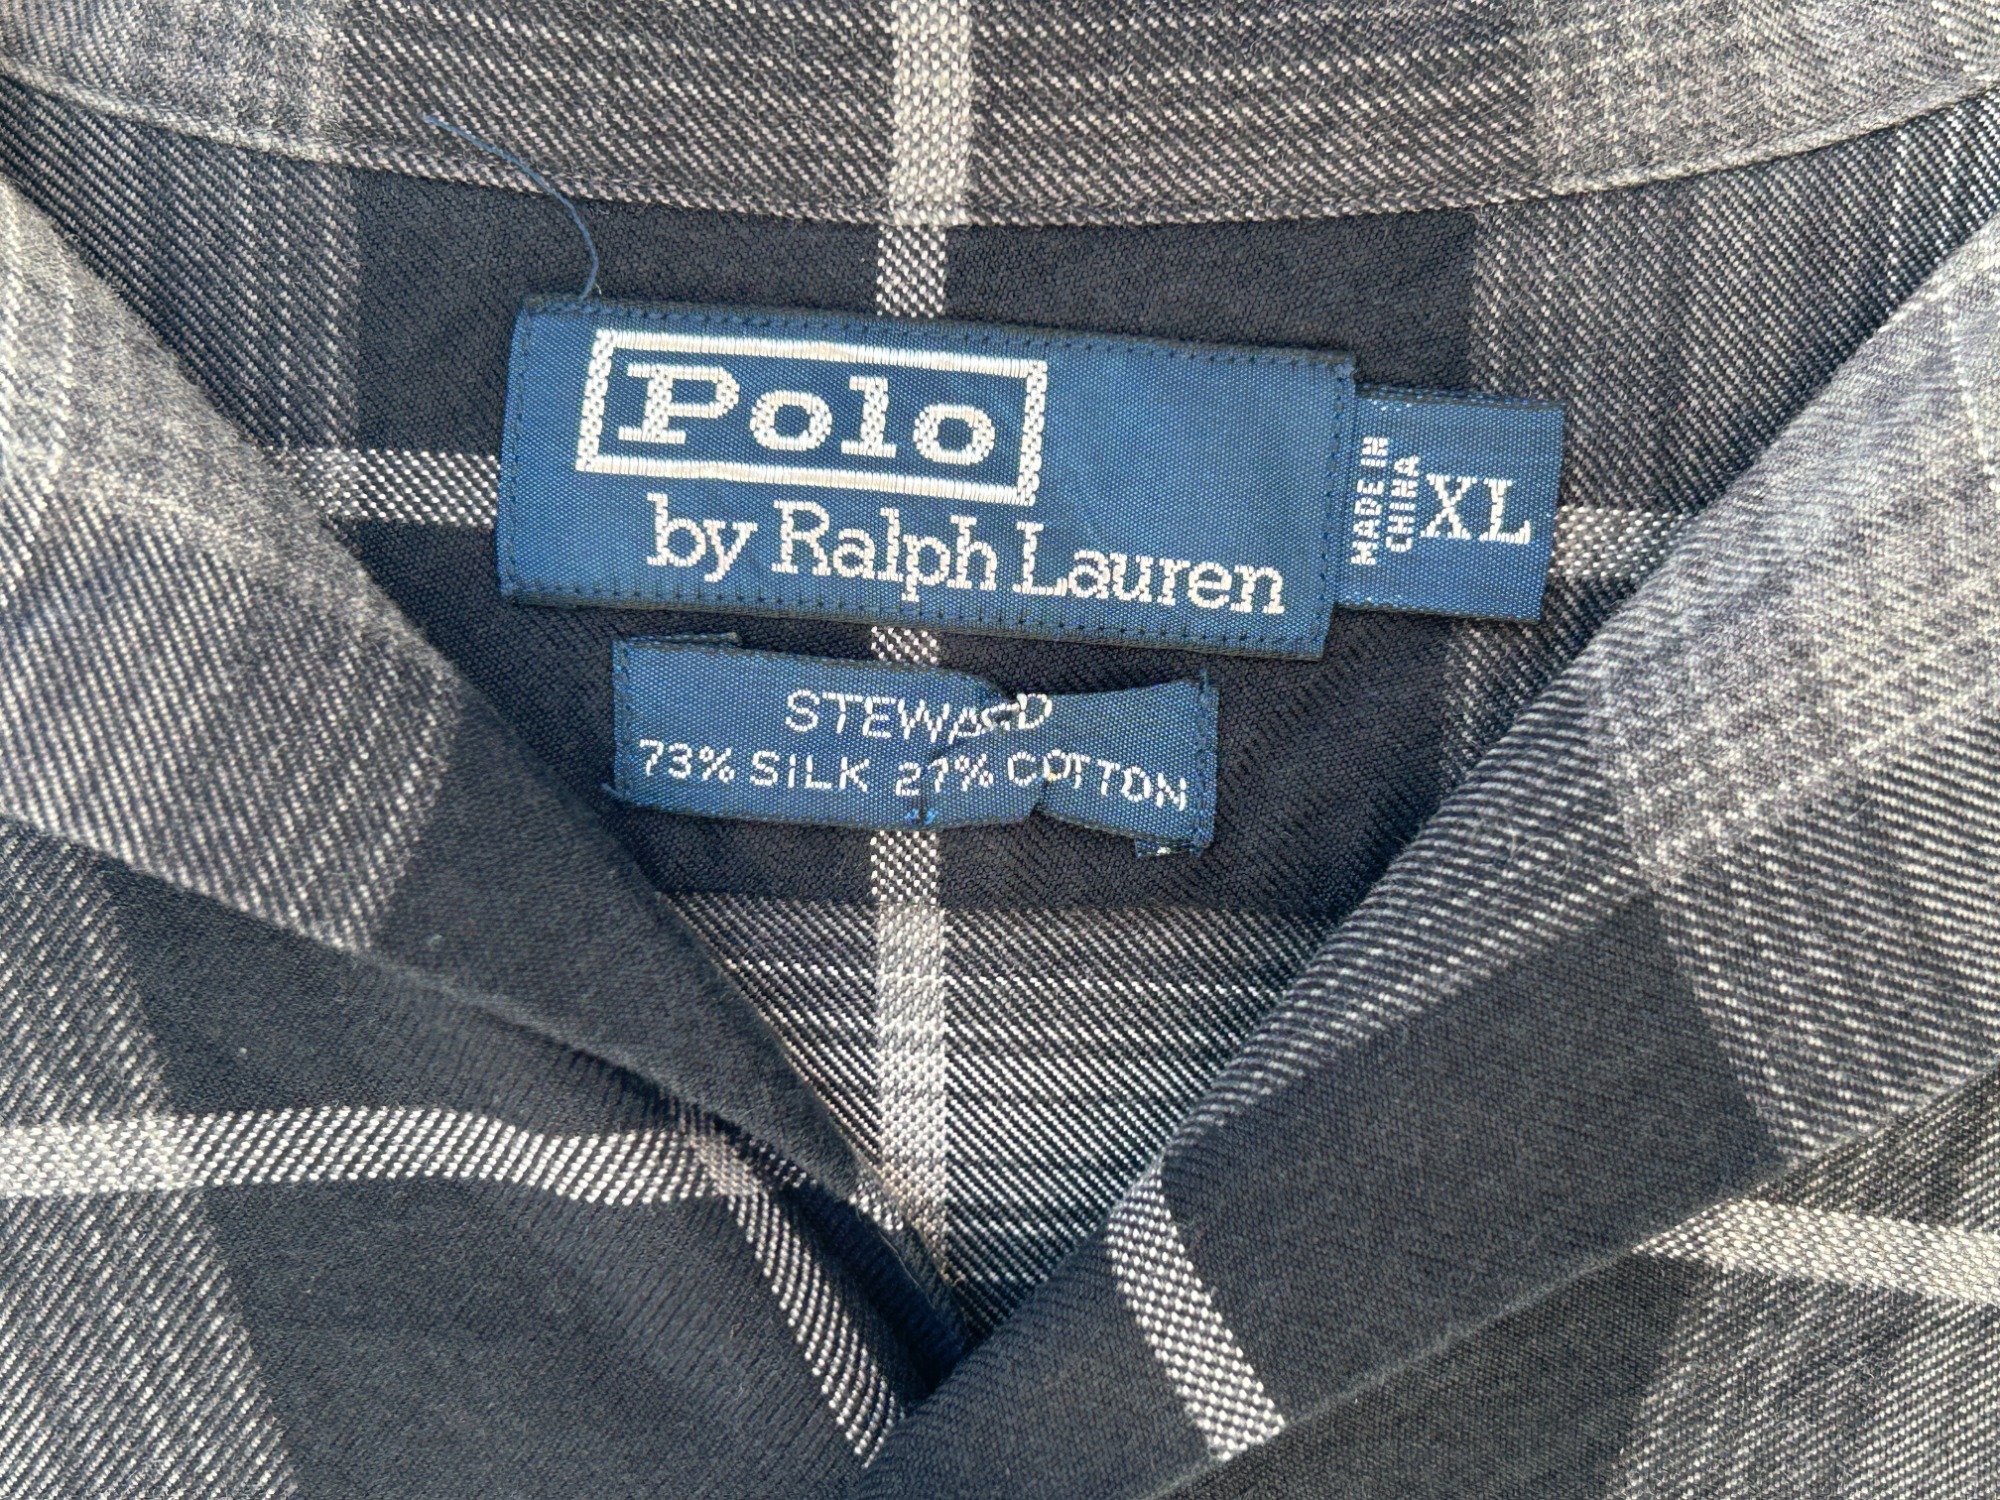 Polo
by Ralph Lauren
MADE IN
CHINA
XL
STEWARD
73% SILK 27% COTTON